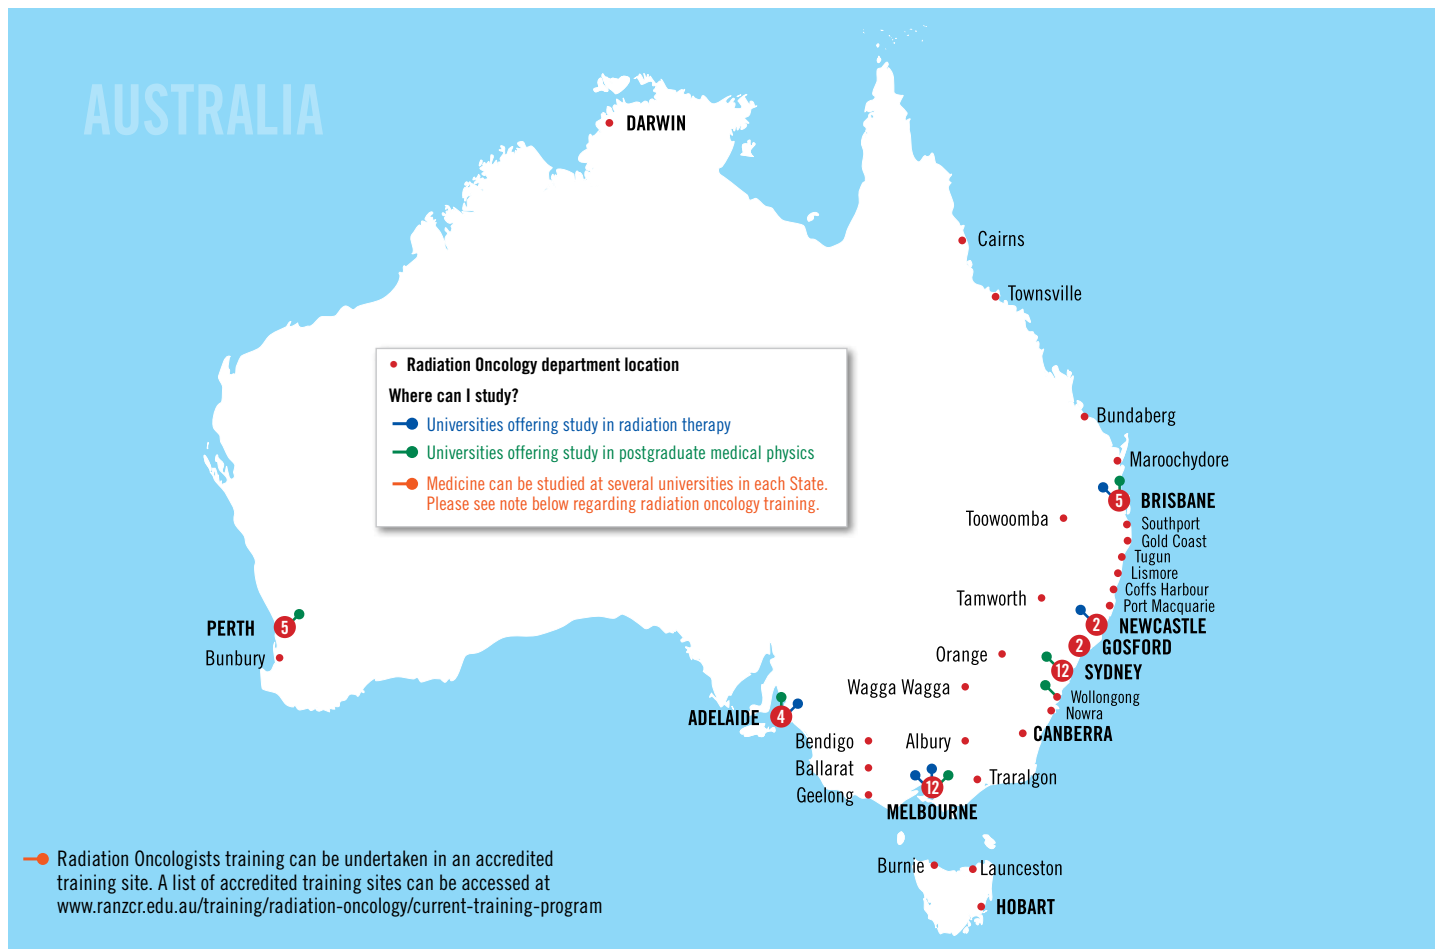 AUSTRALIA
DARWIN
Cairns
Townsville
Radiation Oncology department location
Where can I study?
Universities offering study in radiation therapy
Universities offering study in postgraduate medical physics
Medicine can be studied at several universities in each State.
Please see note below regarding radiation oncology training.
Bundaberg
Maroochydore
5 BRISBANE
Toowoomba
Southport
Gold Coast
Tugun
Lismore
Coffs Harbour
Tamworth
Port Macquarie
PERTH 5
2 NEWCASTLE
2 GOSFORD
Bunbury
Orange
12 SYDNEY
Wagga Wagga
Wollongong
Nowra
ADELAIDE 4
CANBERRA
Bendigo
Albury
Ballarat
Traralgon
Geelong
12
MELBOURNE
Burnie
Launceston
HOBART
Radiation Oncologists training can be undertaken in an accredited
training site. A list of accredited training sites can be accessed at
www.ranzcr.edu.au/training/radiation-oncology/current-training-program